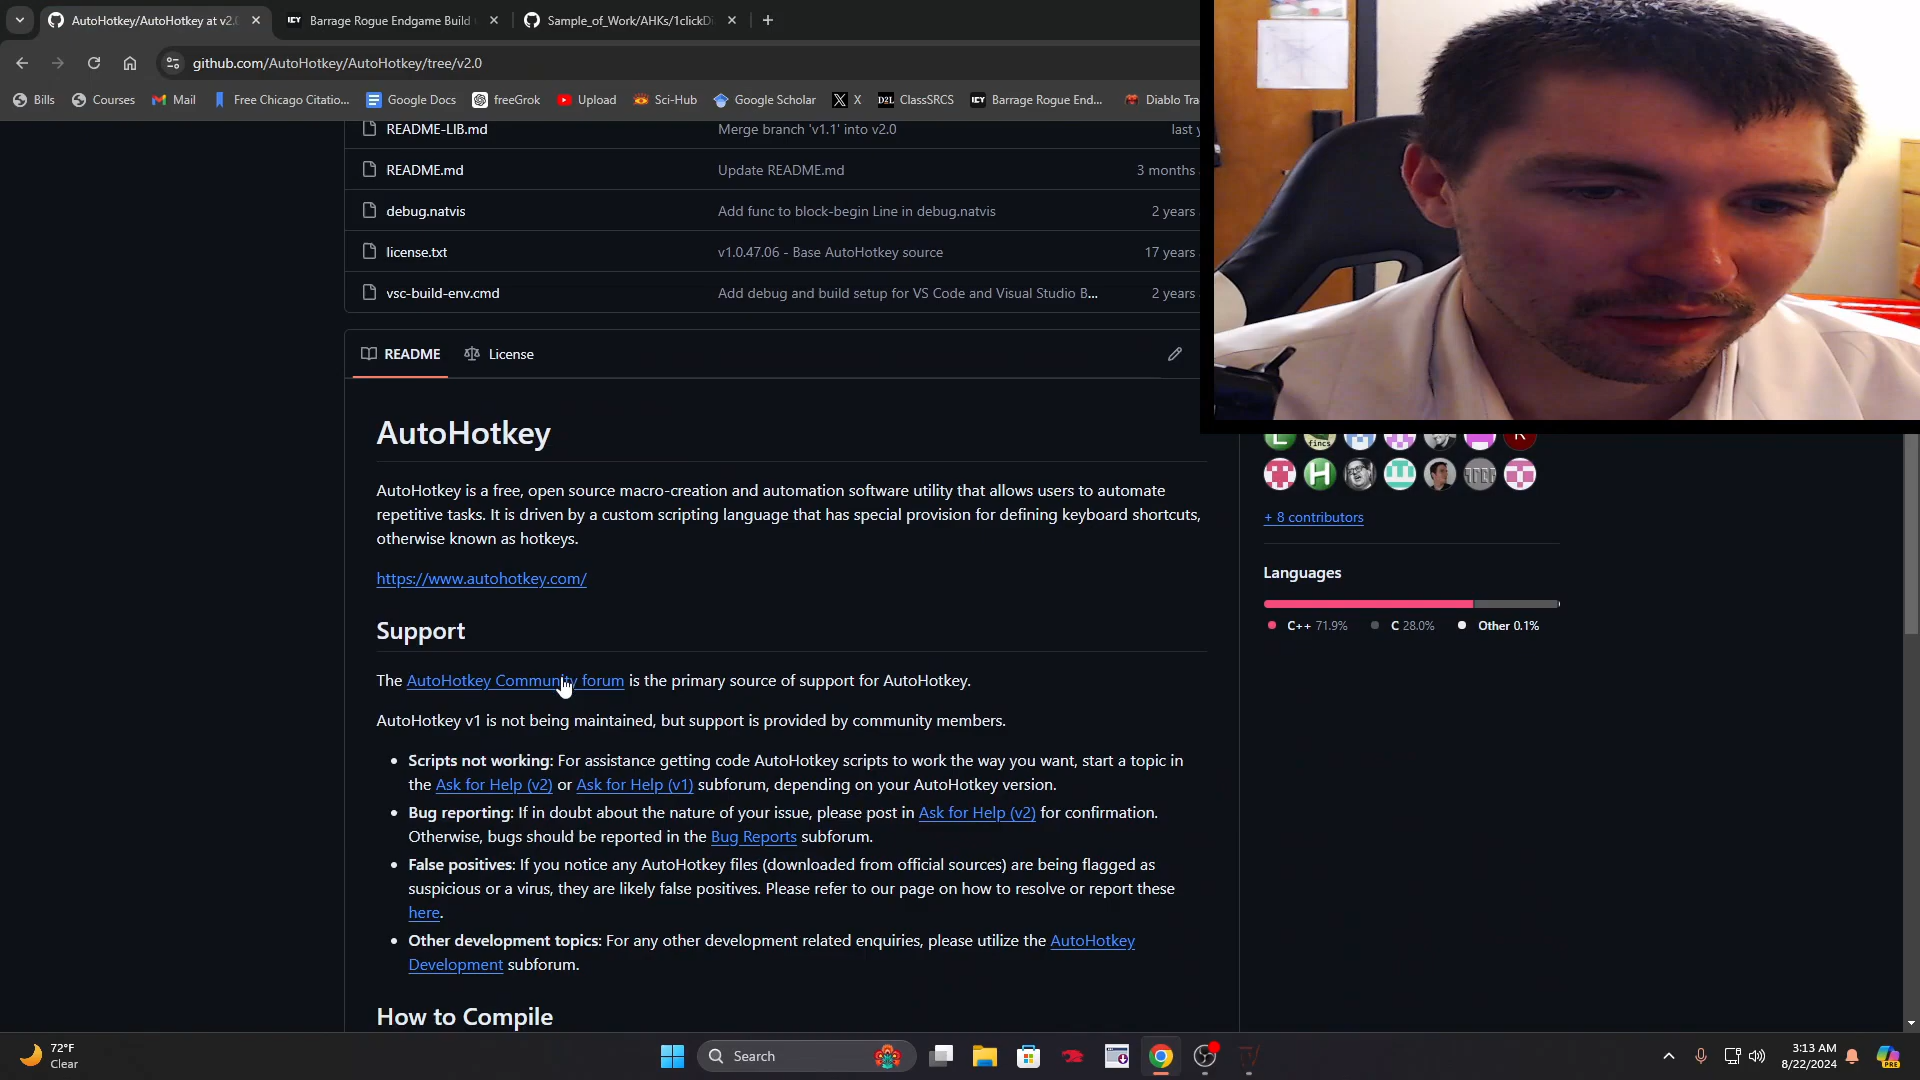 AutoHotkey/AutoHotkey at v2.0
Barrage Rogue Endgame Build
Sample_of_Work/AHKs/1clickD
github.com/AutoHotkey/AutoHotkey/tree/v2.0
Bills Courses Mail Free Chicago Citatio... Google Docs freeGrok Upload Sci-Hub Google Scholar X ClassSRCS Barrage Rogue End... Diablo Tra
README-LIB.md Merge branch 'v1.1' into v2.0 last y
README.md Update README.md 3 months
debug.natvis Add func to block-begin Line in debug.natvis 2 years
license.txt v1.0.47.06 - Base AutoHotkey source 17 years
vsc-build-env.cmd Add debug and build setup for VS Code and Visual Studio B... 2 years
README License
AutoHotkey
AutoHotkey is a free, open source macro-creation and automation software utility that allows users to automate
repetitive tasks. It is driven by a custom scripting language that has special provision for defining keyboard shortcuts,
otherwise known as hotkeys.
https://www.autohotkey.com/
Support
The AutoHotkey Community forum is the primary source of support for AutoHotkey.
AutoHotkey v1 is not being maintained, but support is provided by community members.
Scripts not working: For assistance getting code AutoHotkey scripts to work the way you want, start a topic in
the Ask for Help (v2) or Ask for Help (v1) subforum, depending on your AutoHotkey version.
Bug reporting: If in doubt about the nature of your issue, please post in Ask for Help (v2) for confirmation.
Otherwise, bugs should be reported in the Bug Reports subforum.
False positives: If you notice any AutoHotkey files (downloaded from official sources) are being flagged as
suspicious or a virus, they are likely false positives. Please refer to our page on how to resolve or report these
here.
Other development topics: For any other development related enquiries, please utilize the AutoHotkey
Development subforum.
How to Compile
+ 8 contributors
Languages
C++ 71.9% C 28.0% Other 0.1%
72°F
Clear
Search
3:13 AM
8/22/2024